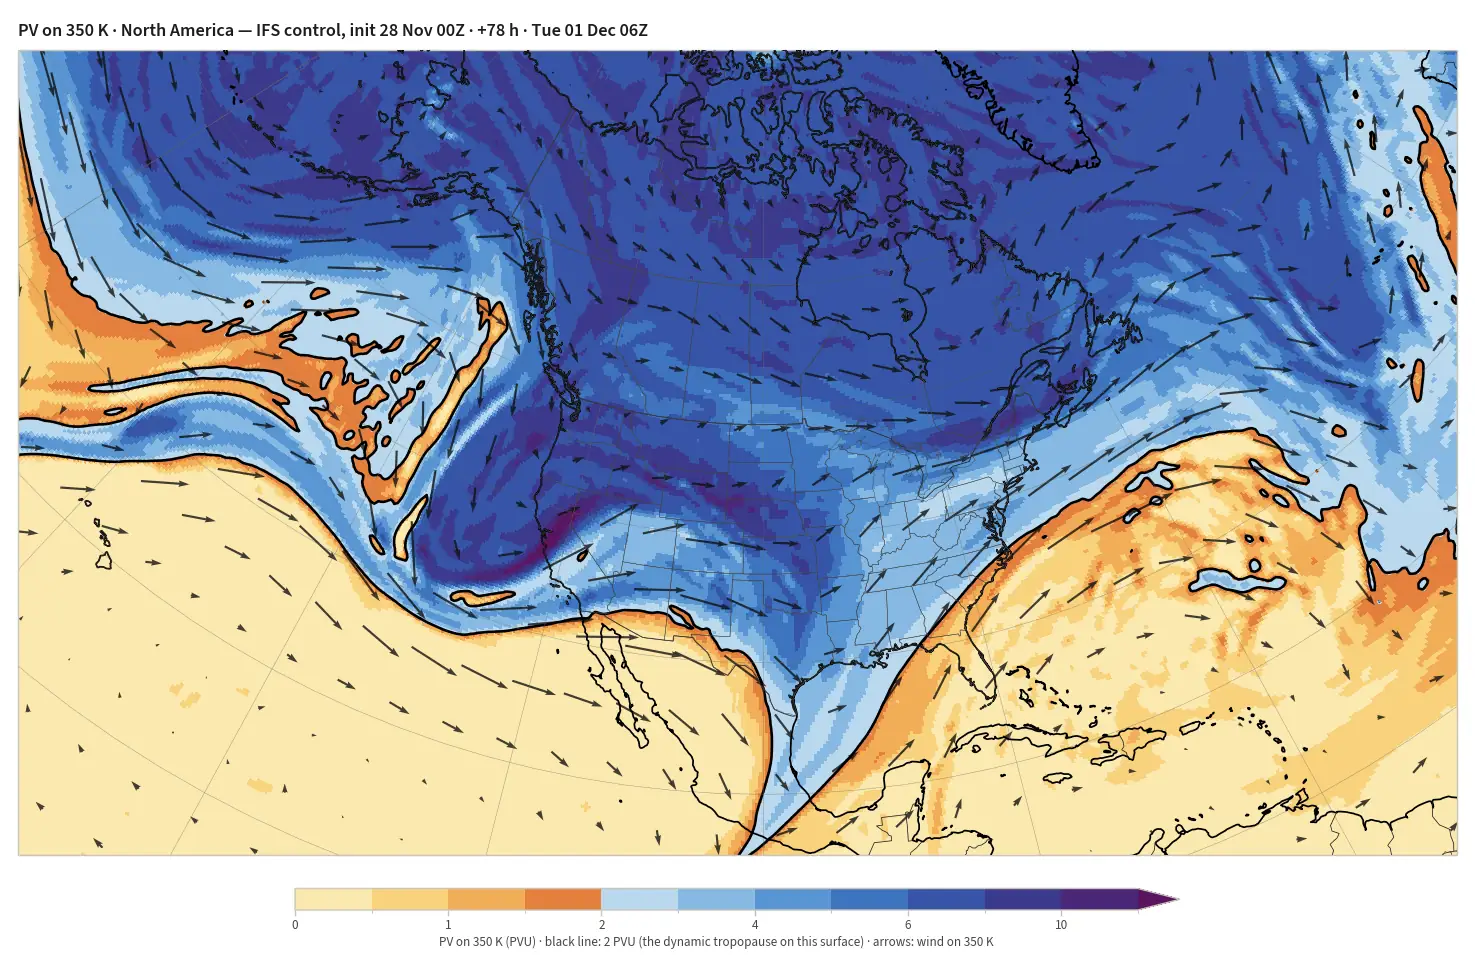 PV on 350 K · North America — IFS control, init 28 Nov 00Z · +78 h · Tue 01 Dec 06Z
0 1 2 4 6 10
PV on 350 K (PVU) · black line: 2 PVU (the dynamic tropopause on this surface) · arrows: wind on 350 K